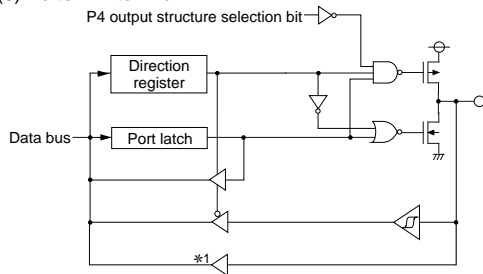 P4 output structure selection bit
Direction
register
Data bus
Port latch
*1